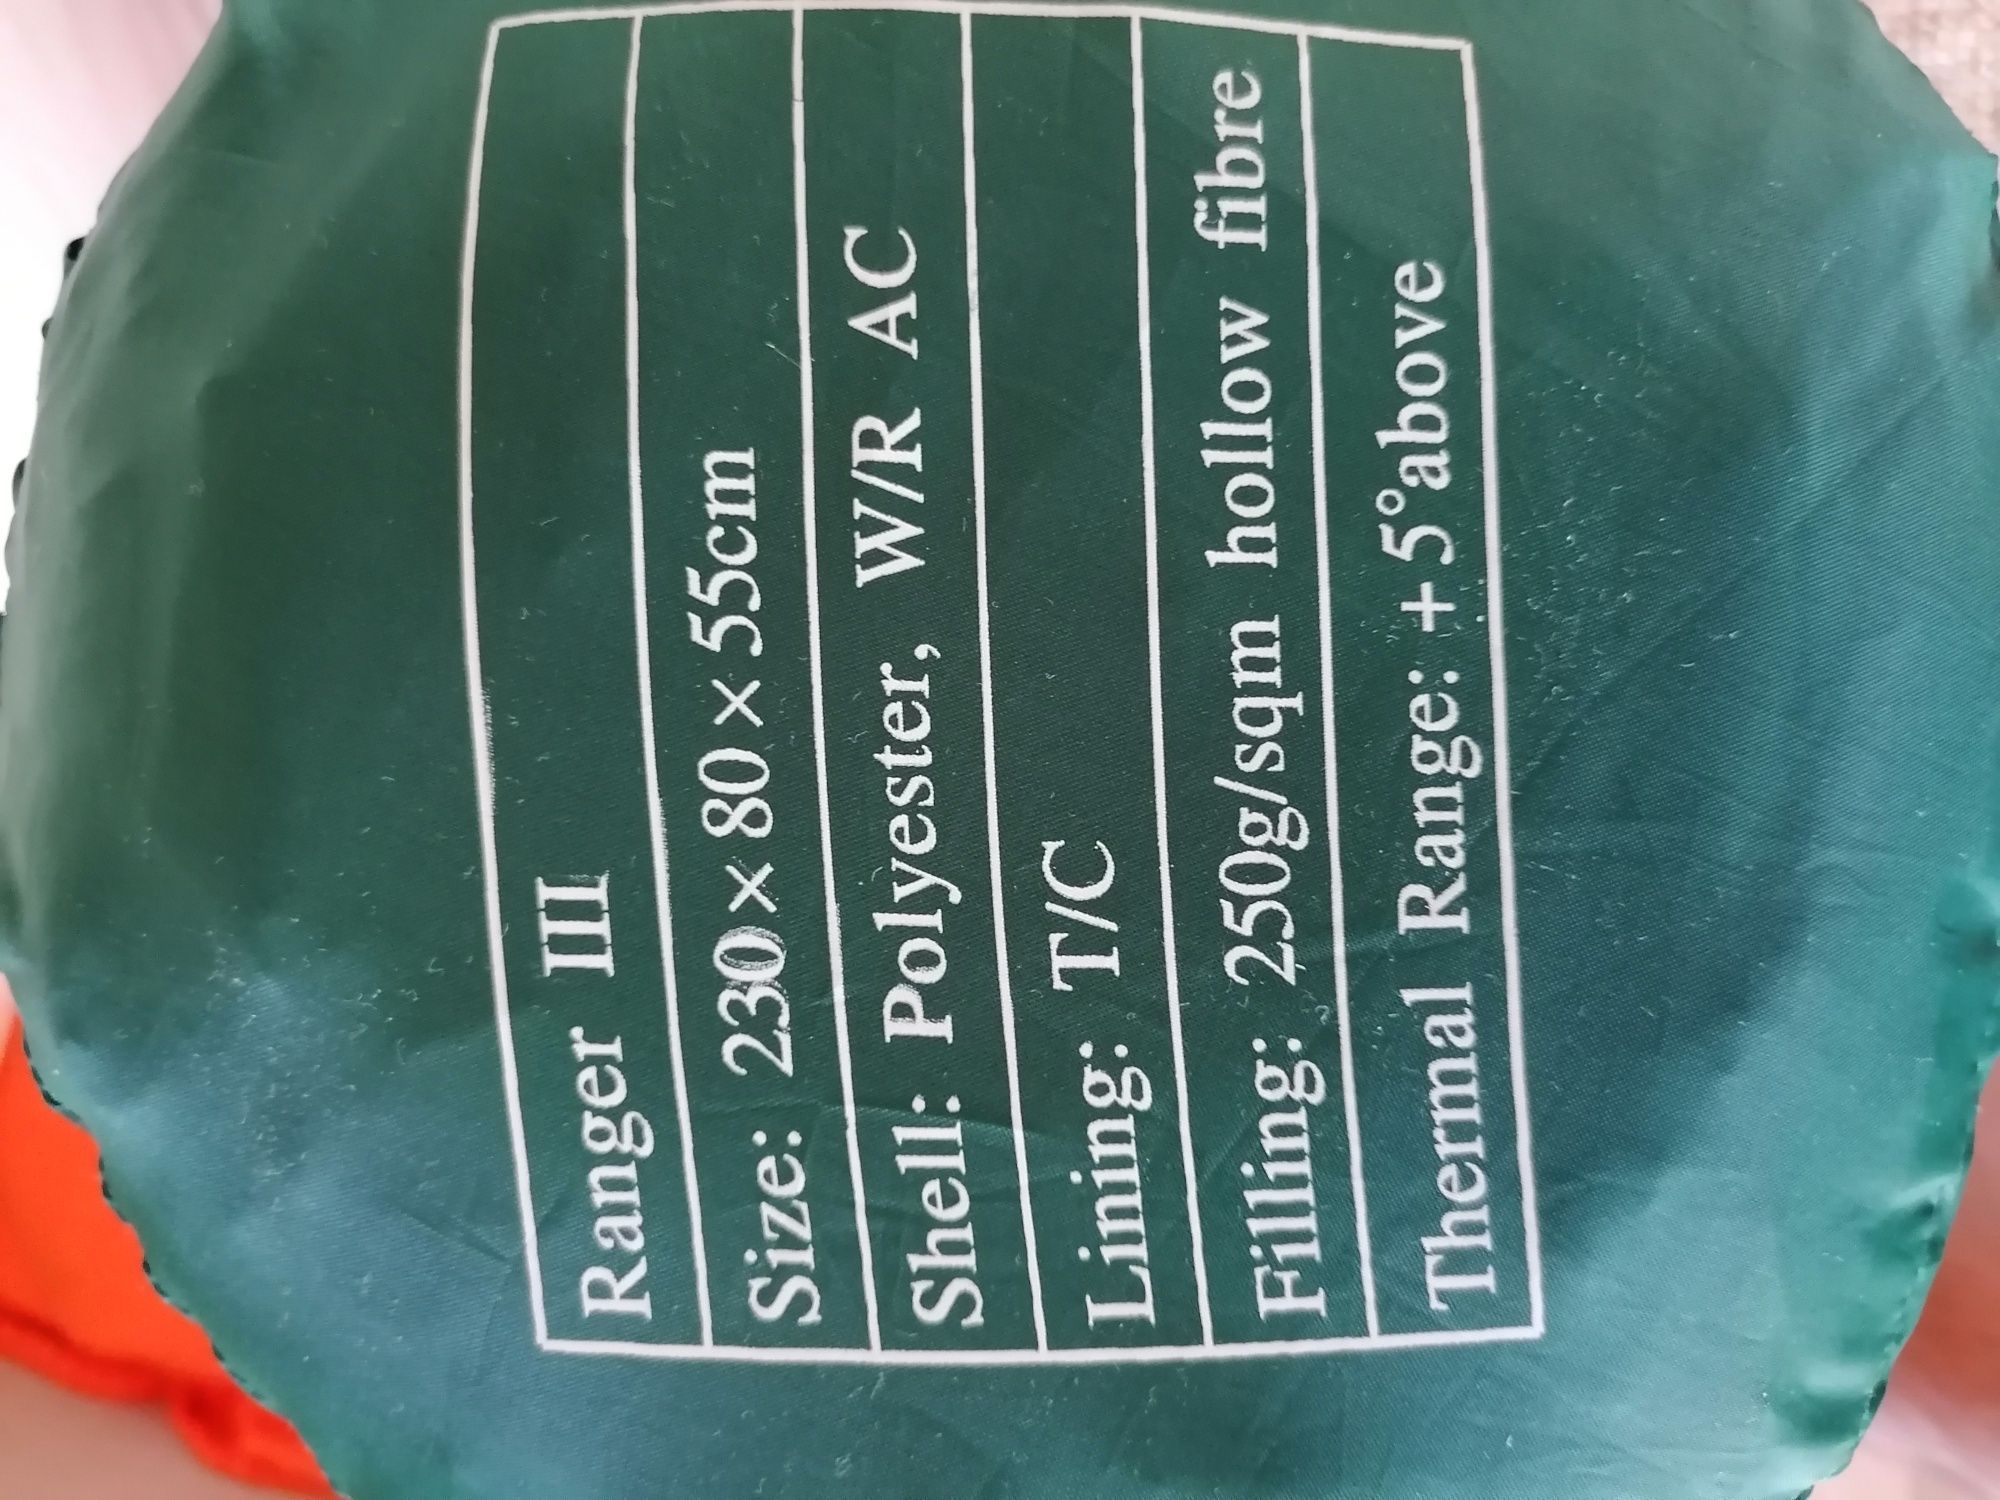 Ranger III
Size: 230×80×55cm
Shell: Polyester, W/R AC
Lining: T/C
Filling: 250g/sqm hollow fibre
Thermal Range: +5°above